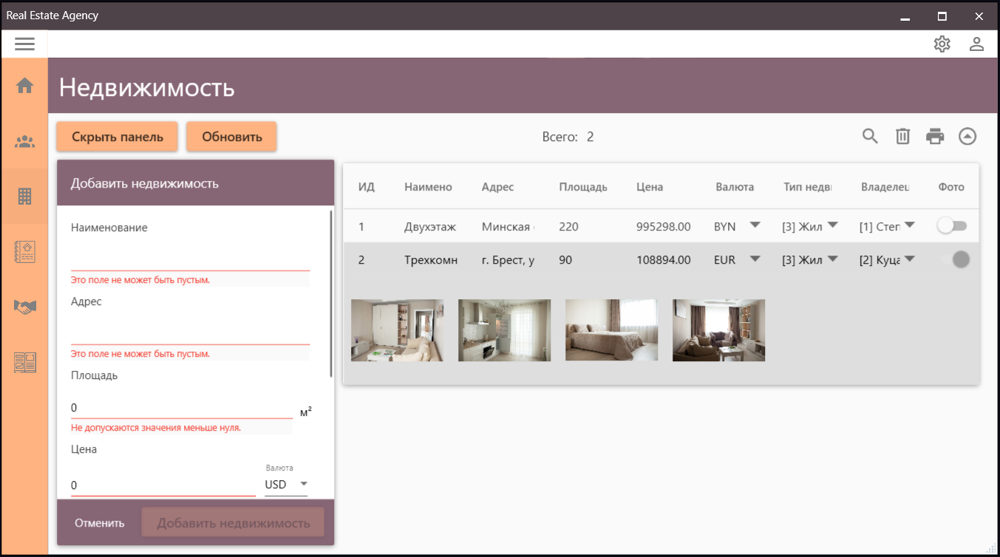 Real Estate Agency
Недвижимость
Скрыть панель
Обновить
Всего: 2
Добавить недвижимость
Наименование
Это поле не может быть пустым.
Адрес
Это поле не может быть пустым.
Площадь
0 м²
Не допускаются значения меньше нуля.
Цена
Валюта
0 USD
Отменить
Добавить недвижимость
ИД Наимено Адрес Площадь Цена Валюта Тип недви Владелец Фото
1 Двухэтаж Минская 220 995298.00 BYN [3] Жил [1] Степ
2 Трехкомн г. Брест, у 90 108894.00 EUR [3] Жил [2] Куца